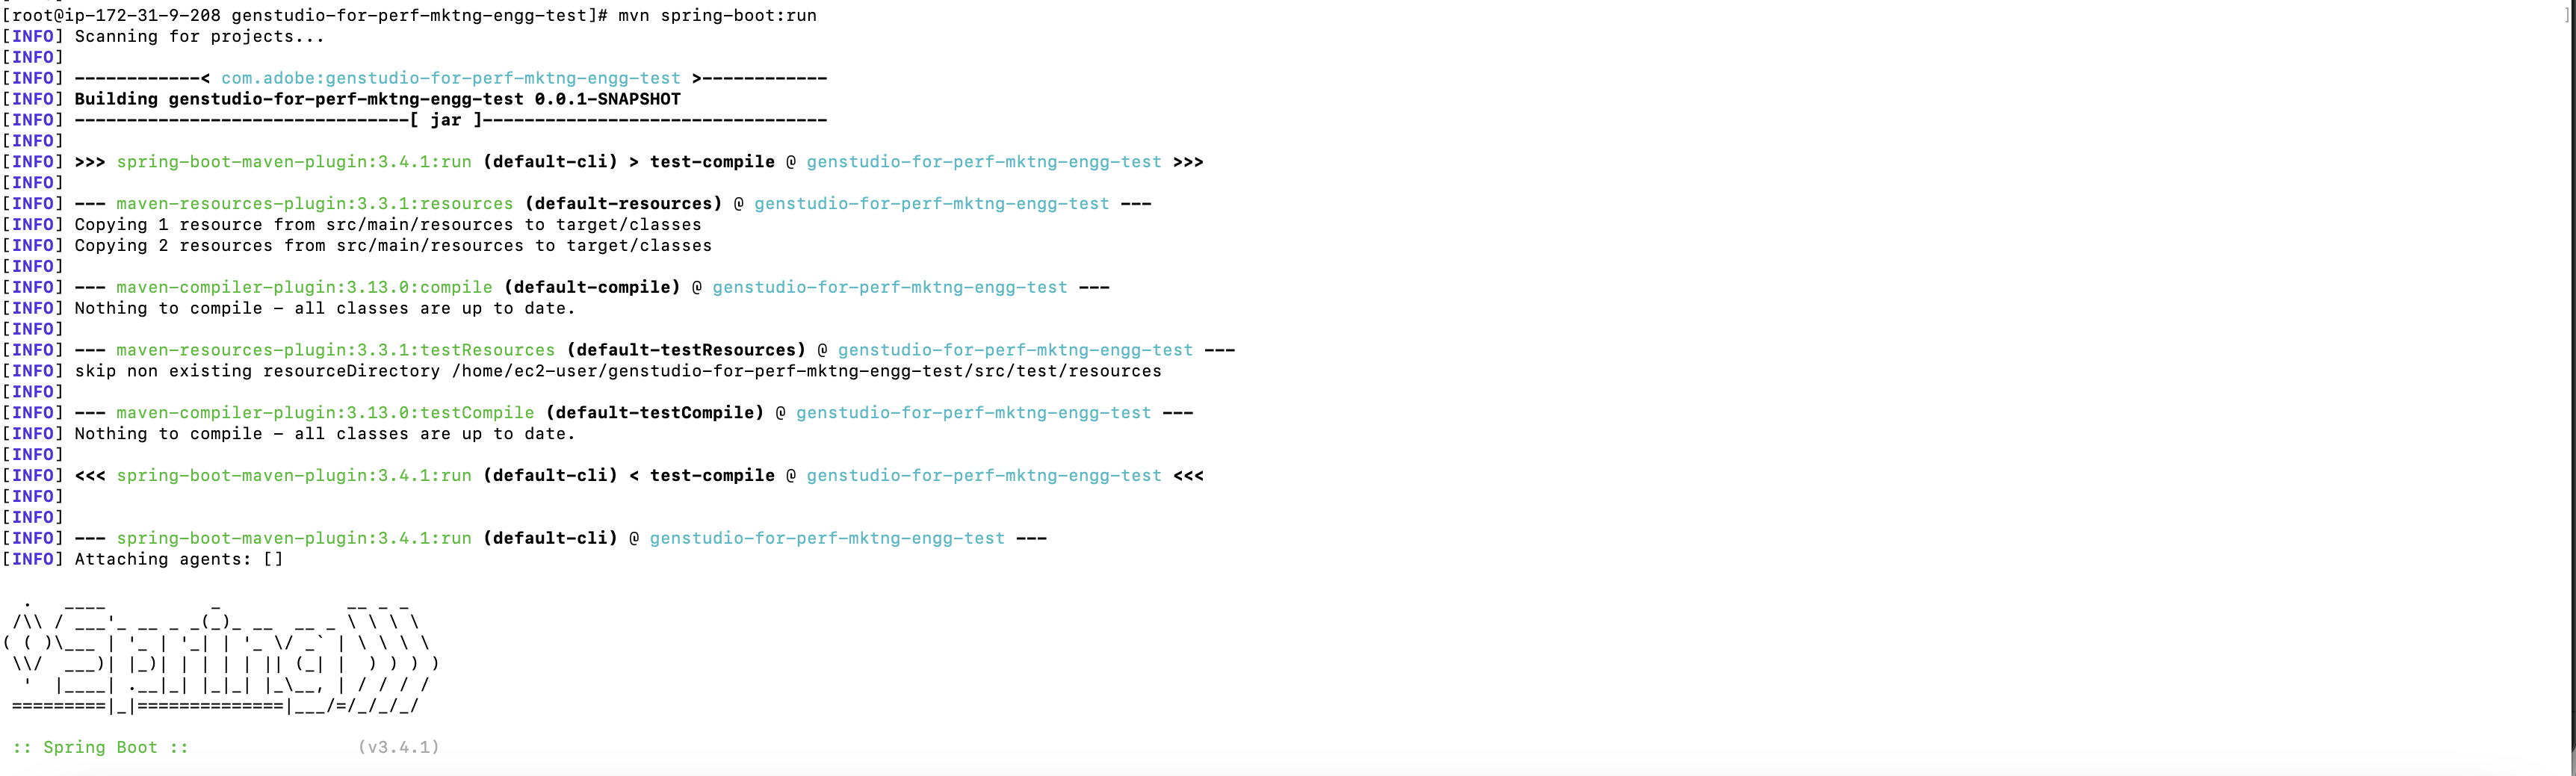 [root@ip-172-31-9-208 genstudio-for-perf-mktng-engg-test]# mvn spring-boot:run
[INFO] Scanning for projects...
[INFO]
[INFO] ------------< com.adobe:genstudio-for-perf-mktng-engg-test >------------
[INFO] Building genstudio-for-perf-mktng-engg-test 0.0.1-SNAPSHOT
[INFO] --------------------------------[ jar ]---------------------------------
[INFO]
[INFO] >>> spring-boot-maven-plugin:3.4.1:run (default-cli) > test-compile @ genstudio-for-perf-mktng-engg-test >>>
[INFO]
[INFO] --- maven-resources-plugin:3.3.1:resources (default-resources) @ genstudio-for-perf-mktng-engg-test ---
[INFO] Copying 1 resource from src/main/resources to target/classes
[INFO] Copying 2 resources from src/main/resources to target/classes
[INFO]
[INFO] --- maven-compiler-plugin:3.13.0:compile (default-compile) @ genstudio-for-perf-mktng-engg-test ---
[INFO] Nothing to compile - all classes are up to date.
[INFO]
[INFO] --- maven-resources-plugin:3.3.1:testResources (default-testResources) @ genstudio-for-perf-mktng-engg-test ---
[INFO] skip non existing resourceDirectory /home/ec2-user/genstudio-for-perf-mktng-engg-test/src/test/resources
[INFO]
[INFO] --- maven-compiler-plugin:3.13.0:testCompile (default-testCompile) @ genstudio-for-perf-mktng-engg-test ---
[INFO] Nothing to compile - all classes are up to date.
[INFO]
[INFO] <<< spring-boot-maven-plugin:3.4.1:run (default-cli) < test-compile @ genstudio-for-perf-mktng-engg-test <<<
[INFO]
[INFO]
[INFO] --- spring-boot-maven-plugin:3.4.1:run (default-cli) @ genstudio-for-perf-mktng-engg-test ---
[INFO] Attaching agents: []

  .   ____          _            __ _ _
 /\\ / ___'_ __ _ _(_)_ __  __ _ \ \ \ \
( ( )\___ | '_ | '_| | '_ \/ _` | \ \ \ \
 \\/  ___)| |_)| | | | | || (_| |  ) ) ) )
  '  |____| .__|_| |_|_| |_\__, | / / / /
 =========|_|==============|___/=/_/_/_/

 :: Spring Boot ::                (v3.4.1)